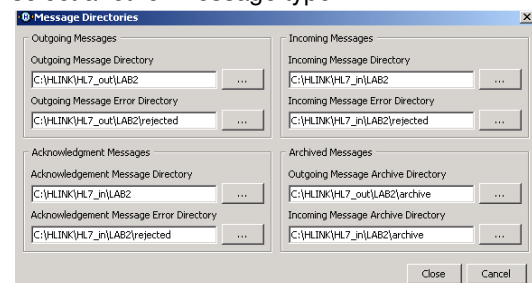 Message Directories
Outgoing Messages
Outgoing Message Directory
C:\HLINK\HL7_out\LAB2
...
Outgoing Message Error Directory
C:\HLINK\HL7_out\LAB2\rejected
...
Incoming Messages
Incoming Message Directory
C:\HLINK\HL7_in\LAB2
...
Incoming Message Error Directory
C:\HLINK\HL7_in\LAB2\rejected
...
Acknowledgment Messages
Acknowledgement Message Directory
C:\HLINK\HL7_in\LAB2
...
Acknowledgement Message Error Directory
C:\HLINK\HL7_in\LAB2\rejected
...
Archived Messages
Outgoing Message Archive Directory
C:\HLINK\HL7_out\LAB2\archive
...
Incoming Message Archive Directory
C:\HLINK\HL7_in\LAB2\archive
...
Close Cancel